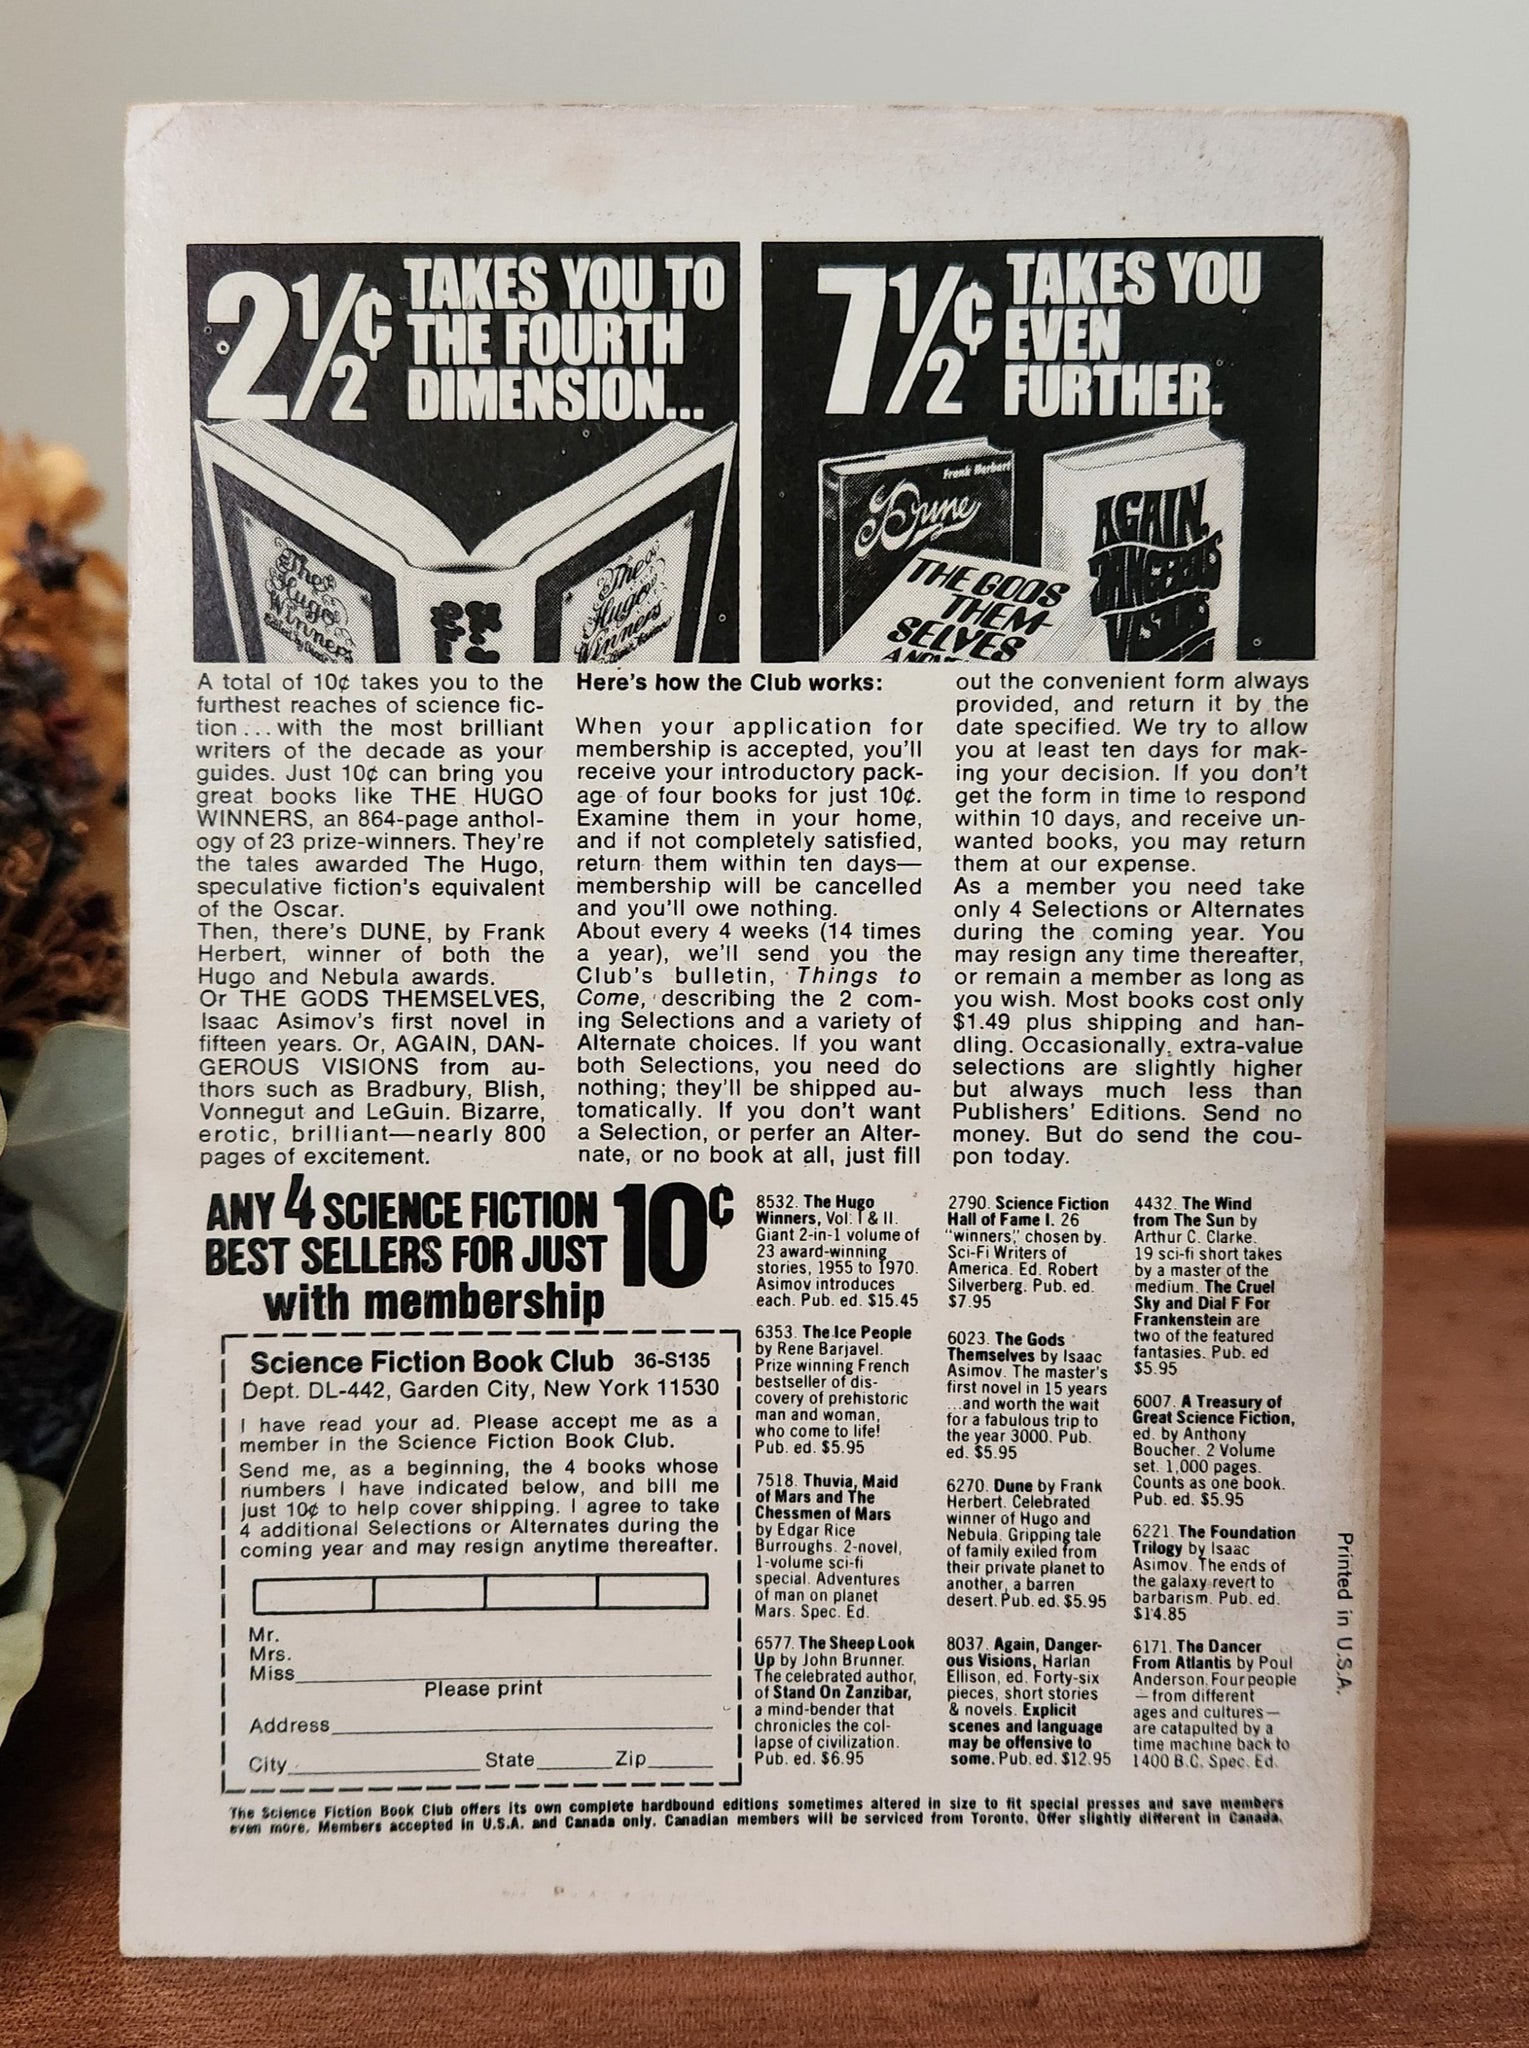 2½¢ TAKES YOU TO
THE FOURTH
DIMENSION...
The
Hugo
Winners
The
Hugo
Winners
7½¢ TAKES YOU
EVEN
FURTHER.
Frank Herbert
Dune
THE GODS
THEM-
SELVES
AGAIN,
DANGEROUS
VISIONS
A total of 10¢ takes you to the
furthest reaches of science fic-
tion...with the most brilliant
writers of the decade as your
guides. Just 10¢ can bring you
great books like THE HUGO
WINNERS, an 864-page anthol-
ogy of 23 prize-winners. They're
the tales awarded The Hugo,
speculative fiction's equivalent
of the Oscar.
Then, there's DUNE, by Frank
Herbert, winner of both the
Hugo and Nebula awards.
Or THE GODS THEMSELVES,
Isaac Asimov's first novel in
fifteen years. Or, AGAIN, DAN-
GEROUS VISIONS from au-
thors such as Bradbury, Blish,
Vonnegut and LeGuin. Bizarre,
erotic, brilliant—nearly 800
pages of excitement.
Here's how the Club works:
When your application for
membership is accepted, you'll
receive your introductory pack-
age of four books for just 10¢.
Examine them in your home,
and if not completely satisfied,
return them within ten days—
membership will be cancelled
and you'll owe nothing.
About every 4 weeks (14 times
a year), we'll send you the
Club's bulletin, Things to
Come, describing the 2 com-
ing Selections and a variety of
Alternate choices. If you want
both Selections, you need do
nothing; they'll be shipped au-
tomatically. If you don't want
a Selection, or perfer an Alter-
nate, or no book at all, just fill
out the convenient form always
provided, and return it by the
date specified. We try to allow
you at least ten days for mak-
ing your decision. If you don't
get the form in time to respond
within 10 days, and receive un-
wanted books, you may return
them at our expense.
As a member you need take
only 4 Selections or Alternates
during the coming year. You
may resign any time thereafter,
or remain a member as long as
you wish. Most books cost only
$1.49 plus shipping and han-
dling. Occasionally, extra-value
selections are slightly higher
but always much less than
Publishers' Editions. Send no
money. But do send the cou-
pon today.
ANY 4 SCIENCE FICTION
BEST SELLERS FOR JUST 10¢
with membership
Science Fiction Book Club 36-S135
Dept. DL-442, Garden City, New York 11530
I have read your ad. Please accept me as a
member in the Science Fiction Book Club.
Send me, as a beginning, the 4 books whose
numbers I have indicated below, and bill me
just 10¢ to help cover shipping. I agree to take
4 additional Selections or Alternates during the
coming year and may resign anytime thereafter.
Mr.
Mrs.
Miss
Please print
Address
City State Zip
8532. The Hugo
Winners, Vol. I & II.
Giant 2-in-1 volume of
23 award-winning
stories, 1955 to 1970.
Asimov introduces
each. Pub. ed. $15.45
6353. The Ice People
by Rene Barjavel.
Prize winning French
bestseller of dis-
covery of prehistoric
man and woman,
who come to life!
Pub. ed. $5.95
7518. Thuvia, Maid
of Mars and The
Chessmen of Mars
by Edgar Rice
Burroughs. 2-novel,
1-volume sci-fi
special. Adventures
of man on planet
Mars. Spec. Ed.
6577. The Sheep Look
Up by John Brunner.
The celebrated author,
of Stand On Zanzibar,
a mind-bender that
chronicles the col-
lapse of civilization.
Pub. ed. $6.95
2790. Science Fiction
Hall of Fame I. 26
"winners," chosen by
Sci-Fi Writers of
America. Ed. Robert
Silverberg. Pub. ed.
$7.95
6023. The Gods
Themselves by Isaac
Asimov. The master's
first novel in 15 years
...and worth the wait
for a fabulous trip to
the year 3000. Pub.
ed. $5.95
6270. Dune by Frank
Herbert. Celebrated
winner of Hugo and
Nebula. Gripping tale
of family exiled from
their private planet to
another, a barren
desert. Pub. ed. $5.95
8037. Again, Danger-
ous Visions, Harlan
Ellison, ed. Forty-six
pieces, short stories
& novels. Explicit
scenes and language
may be offensive to
some. Pub. ed. $12.95
4432. The Wind
from The Sun by
Arthur C. Clarke.
19 sci-fi short takes
by a master of the
medium. The Cruel
Sky and Dial F For
Frankenstein are
two of the featured
fantasies. Pub. ed
$5.95
6007. A Treasury of
Great Science Fiction,
ed. by Anthony
Boucher. 2 Volume
set. 1,000 pages.
Counts as one book.
Pub. ed. $5.95
6221. The Foundation
Trilogy by Isaac
Asimov. The ends of
the galaxy revert to
barbarism. Pub. ed.
$14.85
6171. The Dancer
From Atlantis by Poul
Anderson. Four people
—from different
ages and cultures—
are catapulted by a
time machine back to
1400 B.C. Spec. Ed.
Printed in U.S.A.
The Science Fiction Book Club offers its own complete hardbound editions sometimes altered in size to fit special presses and save members
even more. Members accepted in U.S.A. and Canada only. Canadian members will be serviced from Toronto. Offer slightly different in Canada.